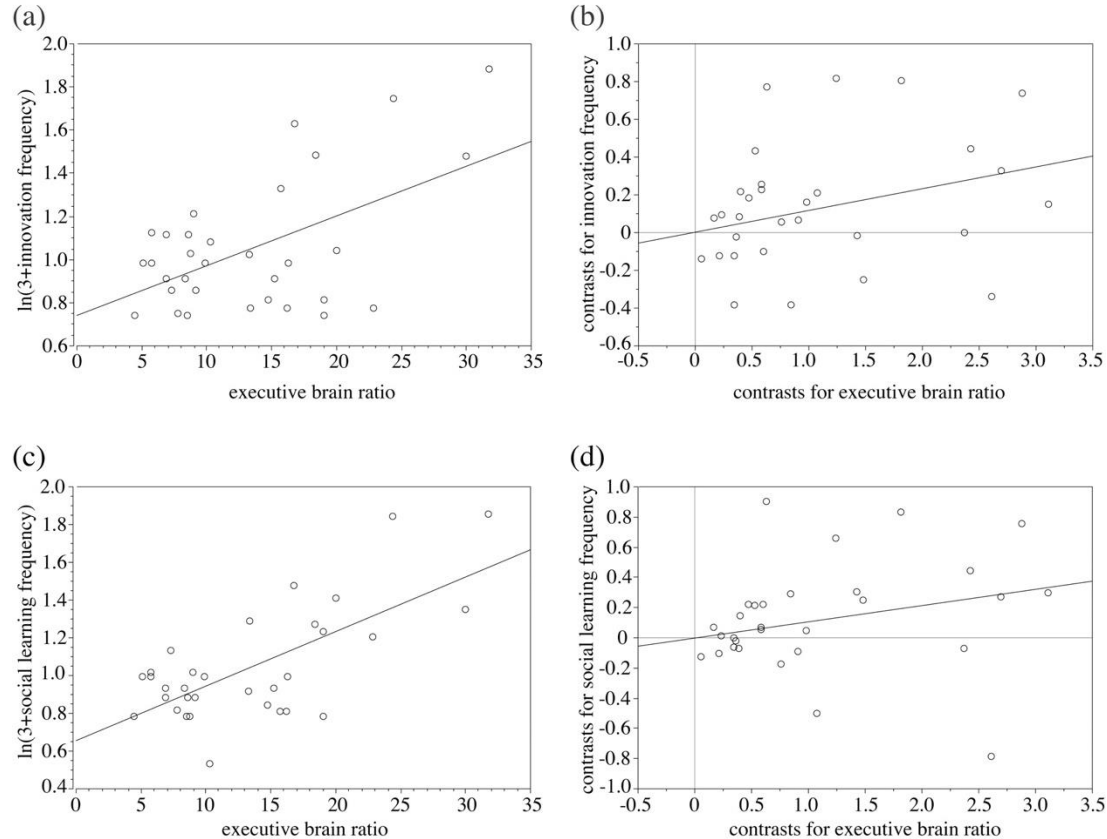 (a)
ln(3+innovation frequency)
2.0
1.8
1.6
1.4
1.2
1.0
0.8
0.6
0 5 10 15 20 25 30 35
executive brain ratio
(b)
contrasts for innovation frequency
1.0
0.8
0.6
0.4
0.2
0
-0.2
-0.4
-0.6
-0.5 0 0.5 1.0 1.5 2.0 2.5 3.0 3.5
contrasts for executive brain ratio
(c)
ln(3+social learning frequency)
2.0
1.8
1.6
1.4
1.2
1.0
0.8
0.6
0.4
0 5 10 15 20 25 30 35
executive brain ratio
(d)
contrasts for social learning frequency
1.0
0.8
0.6
0.4
0.2
0
-0.2
-0.4
-0.6
-0.8
-1.0
-0.5 0 0.5 1.0 1.5 2.0 2.5 3.0 3.5
contrasts for executive brain ratio